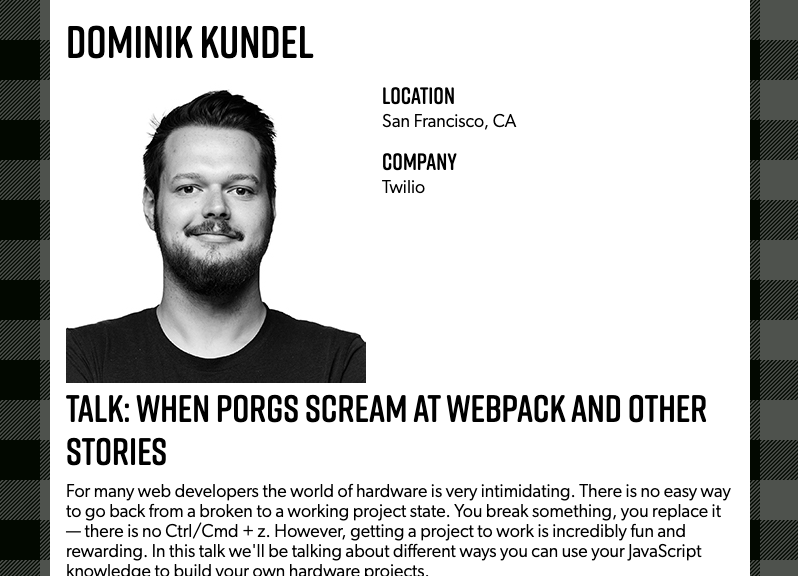 DOMINIK KUNDEL
LOCATION
San Francisco, CA
COMPANY
Twilio
TALK: WHEN PORGS SCREAM AT WEBPACK AND OTHER
STORIES
For many web developers the world of hardware is very intimidating. There is no easy way
to go back from a broken to a working project state. You break something, you replace it
— there is no Ctrl/Cmd + z. However, getting a project to work is incredibly fun and
rewarding. In this talk we'll be talking about different ways you can use your JavaScript
knowledge to build your own hardware projects.